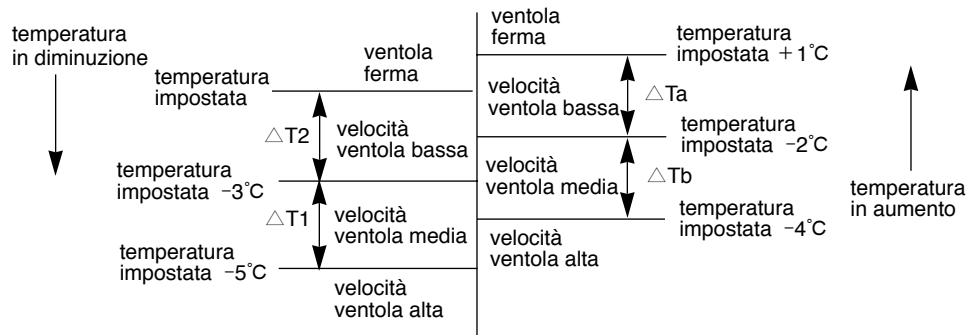 temperatura
in diminuzione
temperatura
impostata
ventola
ferma
△T2
velocità
ventola bassa
temperatura
impostata −3°C
△T1
velocità
ventola media
temperatura
impostata −5°C
velocità
ventola alta
ventola
ferma
temperatura
impostata +1°C
velocità
ventola bassa
△Ta
temperatura
impostata −2°C
velocità
ventola media
△Tb
temperatura
impostata −4°C
velocità
ventola alta
temperatura
in aumento